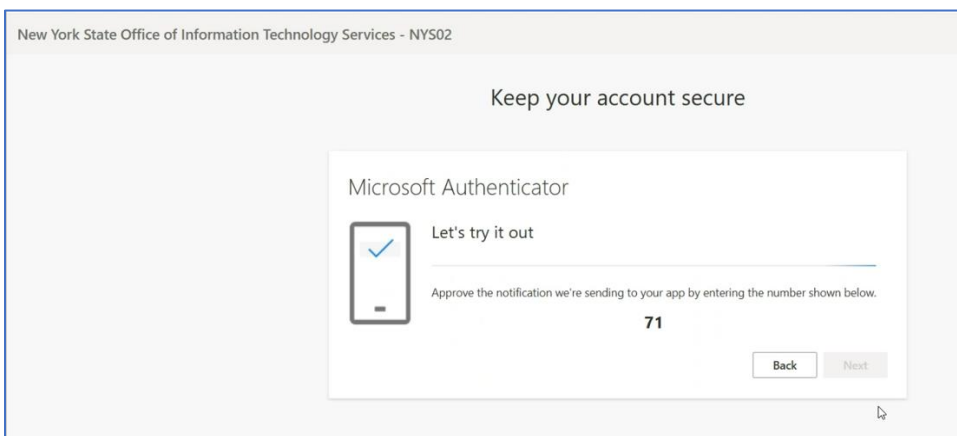 New York State Office of Information Technology Services - NYS02
Keep your account secure
Microsoft Authenticator
Let's try it out
Approve the notification we're sending to your app by entering the number shown below.
71
Back Next